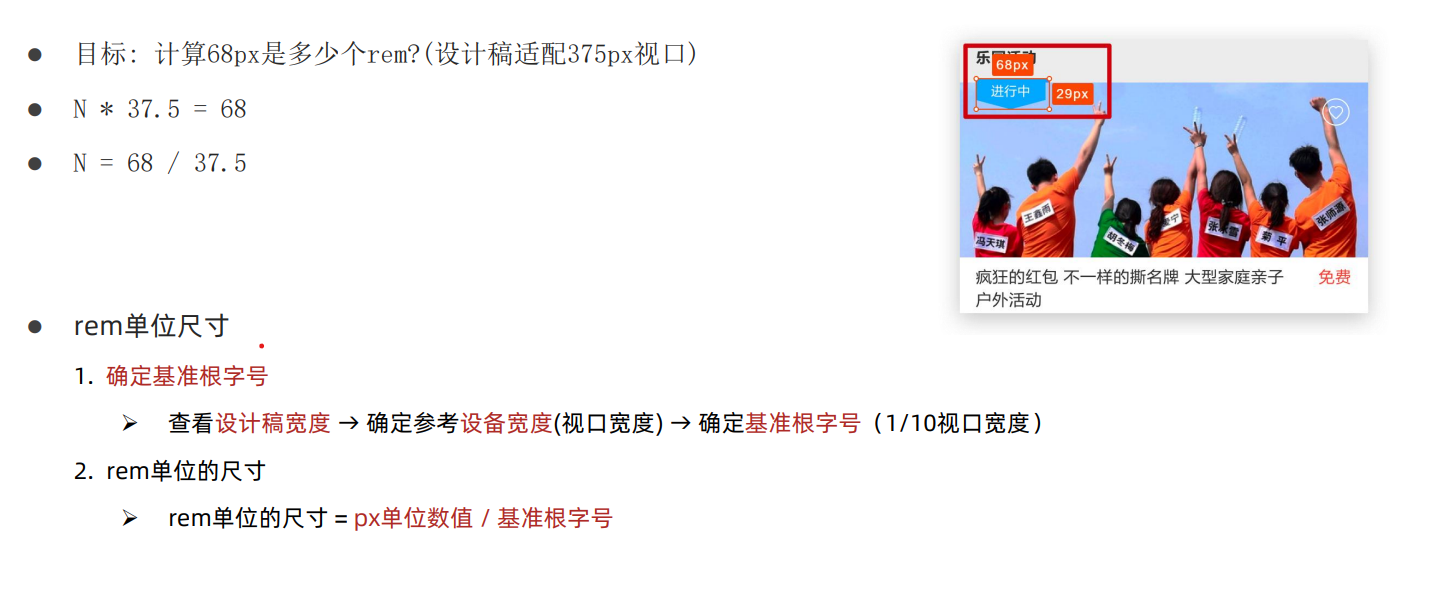 目标：计算68px是多少个rem?(设计稿适配375px视口)
N * 37.5 = 68
N = 68 / 37.5
rem单位尺寸
1. 确定基准根字号
查看设计稿宽度 → 确定参考设备宽度(视口宽度) → 确定基准根字号（1/10视口宽度）
2. rem单位的尺寸
rem单位的尺寸 = px单位数值 / 基准根字号
68px
进行中
29px
冯天琪
王鑫雨
胡冬梅
张冰雪
菊 平
张帅道
疯狂的红包 不一样的撕名牌 大型家庭亲子
户外活动
免费